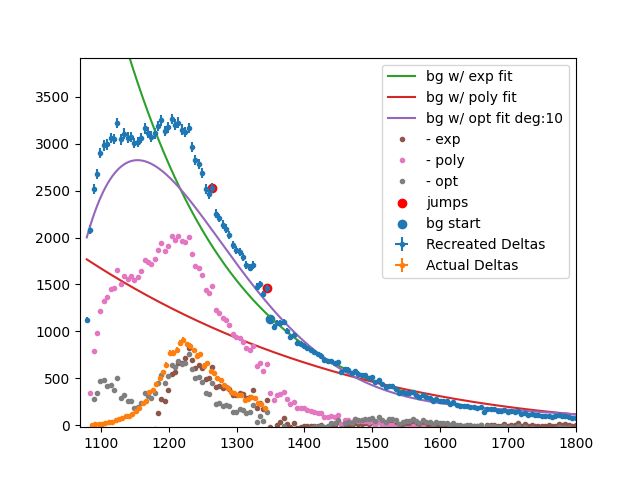 bg w/ exp fit
bg w/ poly fit
bg w/ opt fit deg:10
- exp
- poly
- opt
jumps
bg start
Recreated Deltas
Actual Deltas
3500
3000
2500
2000
1500
1000
500
0
1100 1200 1300 1400 1500 1600 1700 1800